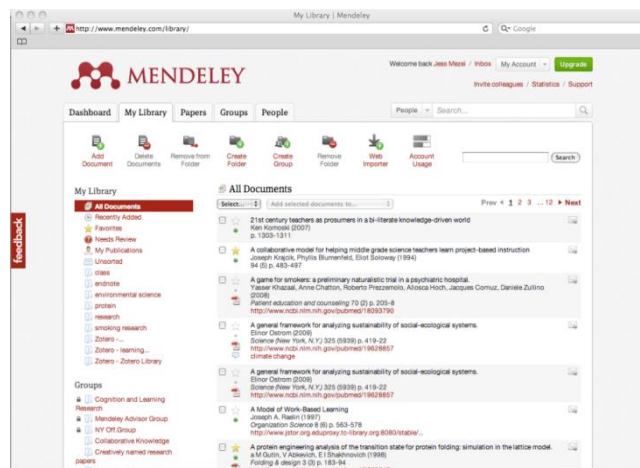 My Library | Mendeley
http://www.mendeley.com/library/
Google
MENDELEY
Welcome back Jess Mezei / Inbox My Account Upgrade
Invite colleagues / Statistics / Support
Dashboard My Library Papers Groups People
People Search...
Add Document
Delete Documents
Remove from Folder
Create Folder
Create Group
Remove Folder
Web Importer
Account Usage
Search
feedback
My Library
All Documents
Recently Added
Favorites
Needs Review
My Publications
Unsorted
class
endnote
environmental science
protein
research
smoking research
Zotero -...
Zotero - learning...
Zotero - Zotero Library
Groups
Cognition and Learning
Research
Mendeley Advisor Group
NY Off.Group
Collaborative Knowledge
Creatively named research
papers
All Documents
Select... Add selected documents to... Prev 1 2 3 ...12 Next
21st century teachers as prosumers in a bi-literate knowledge-driven world
Ken Komoski (2007)
p. 1303-1311
A collaborative model for helping middle grade science teachers learn project-based instruction
Joseph Krajcik, Phyllis Blumenfeld, Eliot Soloway (1994)
94 (5) p. 483-497
A game for smokers: a preliminary naturalistic trial in a psychiatric hospital.
Yasser Khazaal, Anne Chatton, Roberto Prezzemolo, Aliosca Hoch, Jacques Cornuz, Daniele Zullino
(2008)
Patient education and counseling 70 (2) p. 205-8
http://www.ncbi.nlm.nih.gov/pubmed/18093790
A general framework for analyzing sustainability of social-ecological systems.
Elinor Ostrom (2009)
Science (New York, N.Y.) 325 (5939) p. 419-22
http://www.ncbi.nlm.nih.gov/pubmed/19628857
climate change
A general framework for analyzing sustainability of social-ecological systems.
Elinor Ostrom (2009)
Science (New York, N.Y.) 325 (5939) p. 419-22
http://www.ncbi.nlm.nih.gov/pubmed/19628857
A Model of Work-Based Learning
Joseph A. Raelin (1997)
Organization Science 8 (6) p. 563-578
http://www.jstor.org.eduproxy.tc-library.org:8080/stable/...
A protein engineering analysis of the transition state for protein folding: simulation in the lattice model.
a M Gutin, V Abkevich, E I Shakhnovich (1998)
Folding & design 3 (3) p. 183-94